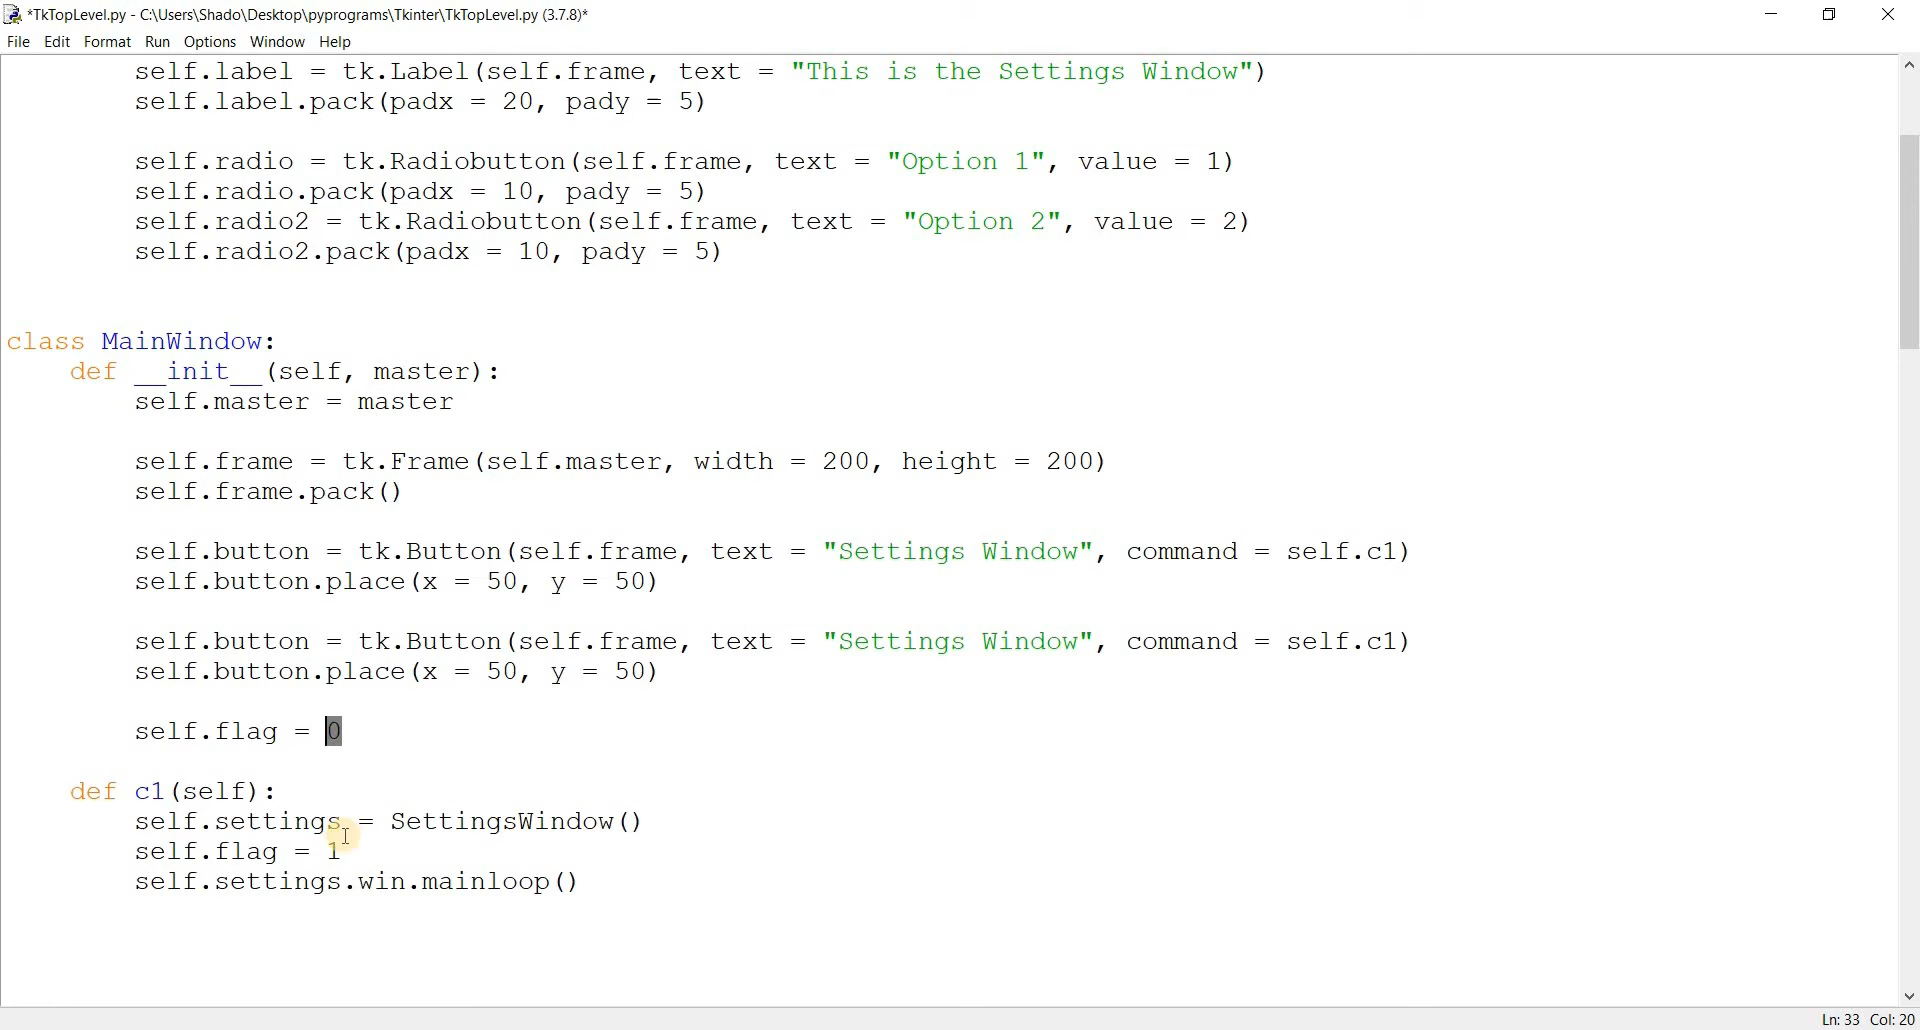 *TkTopLevel.py - C:\Users\Shado\Desktop\pyprograms\Tkinter\TkTopLevel.py (3.7.8)*
File Edit Format Run Options Window Help
        self.label = tk.Label(self.frame, text = "This is the Settings Window")
        self.label.pack(padx = 20, pady = 5)

        self.radio = tk.Radiobutton(self.frame, text = "Option 1", value = 1)
        self.radio.pack(padx = 10, pady = 5)
        self.radio2 = tk.Radiobutton(self.frame, text = "Option 2", value = 2)
        self.radio2.pack(padx = 10, pady = 5)

class MainWindow:
    def __init__(self, master):
        self.master = master

        self.frame = tk.Frame(self.master, width = 200, height = 200)
        self.frame.pack()

        self.button = tk.Button(self.frame, text = "Settings Window", command = self.c1)
        self.button.place(x = 50, y = 50)

        self.button = tk.Button(self.frame, text = "Settings Window", command = self.c1)
        self.button.place(x = 50, y = 50)

        self.flag = 0

    def c1(self):
        self.settings = SettingsWindow()
        self.flag = 1
        self.settings.win.mainloop()
Ln: 33 Col: 20